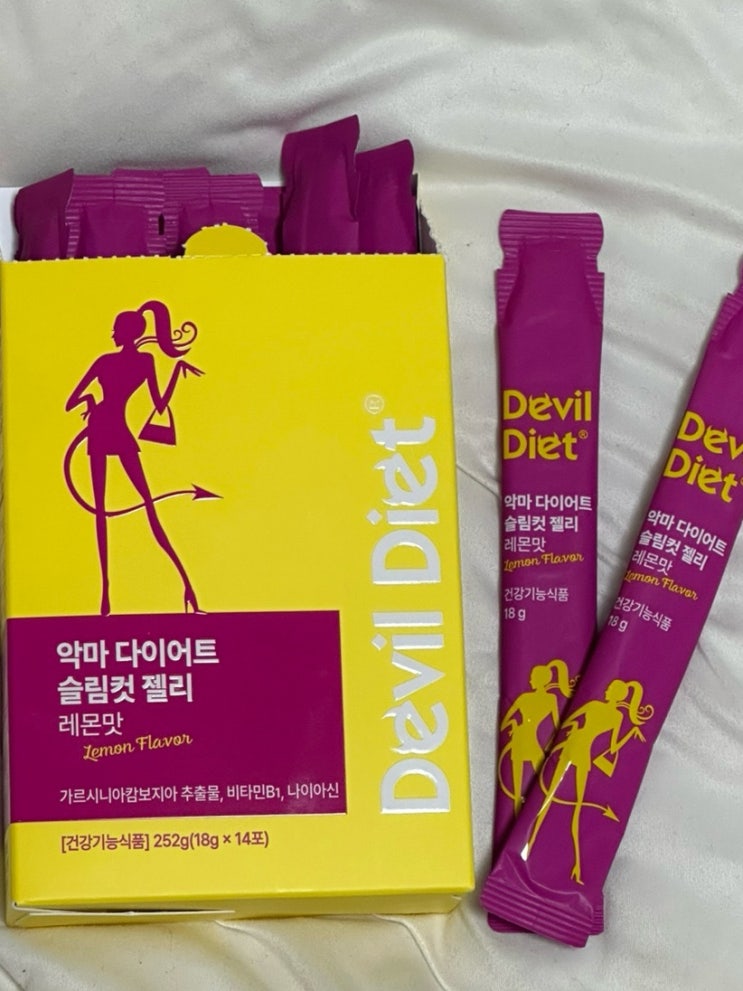 Devil Diet®
악마 다이어트
슬림컷 젤리
레몬맛
Lemon Flavor
가르시니아캄보지아 추출물, 비타민B1, 나이아신
[건강기능식품] 252g(18g × 14포)
Devil
Diet®
악마 다이어트
슬림컷 젤리
레몬맛
Lemon Flavor
건강기능식품
18 g
Dev
Diet®
악마 다이어트
슬림컷 젤리
레몬맛
Lemon Flavor
건강기능식품
18 g